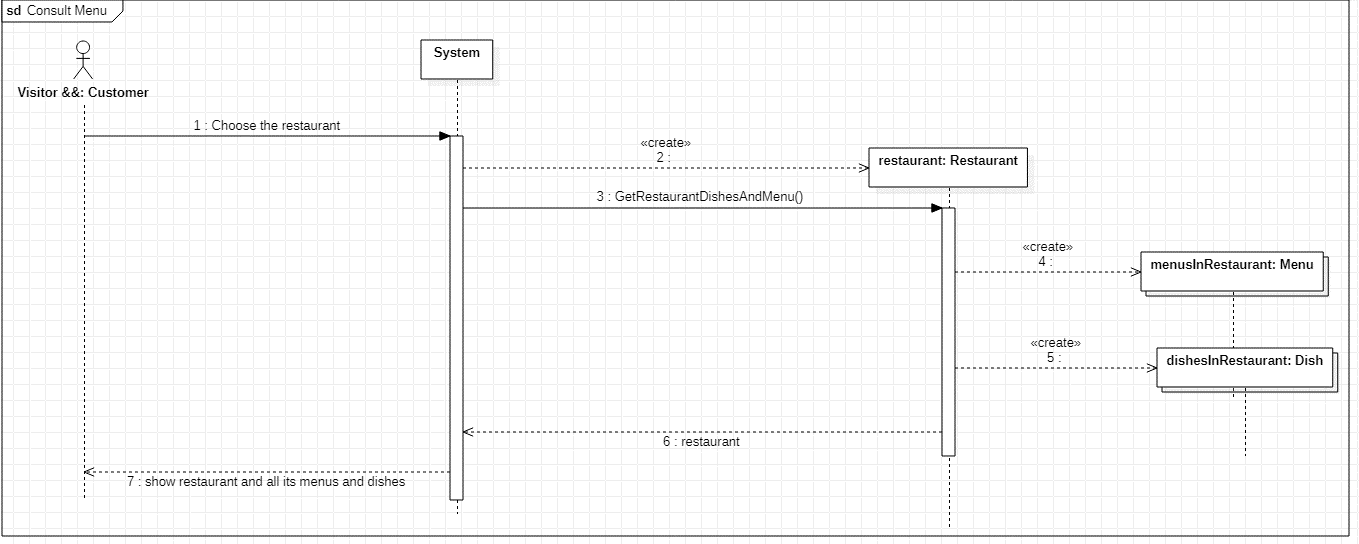 sd Consult Menu
System
Visitor &&: Customer
1 : Choose the restaurant
«create»
2 :
restaurant: Restaurant
3 : GetRestaurantDishesAndMenu()
«create»
4 :
menusInRestaurant: Menu
«create»
5 :
dishesInRestaurant: Dish
6 : restaurant
7 : show restaurant and all its menus and dishes